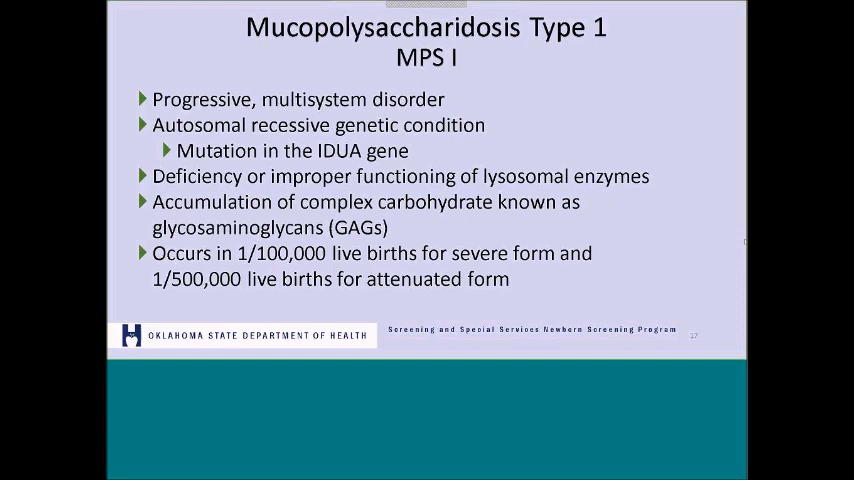 Mucopolysaccharidosis Type 1
MPS I
Progressive, multisystem disorder
Autosomal recessive genetic condition
Mutation in the IDUA gene
Deficiency or improper functioning of lysosomal enzymes
Accumulation of complex carbohydrate known as
glycosaminoglycans (GAGs)
Occurs in 1/100,000 live births for severe form and
1/500,000 live births for attenuated form
OKLAHOMA STATE DEPARTMENT OF HEALTH
Screening and Special Services Newborn Screening Program
17